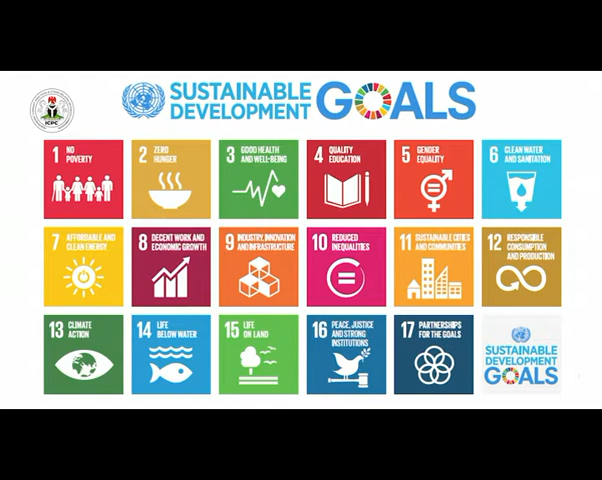 ICPC
SUSTAINABLE
DEVELOPMENT
GOALS
1 NO
POVERTY
2 ZERO
HUNGER
3 GOOD HEALTH
AND WELL-BEING
4 QUALITY
EDUCATION
5 GENDER
EQUALITY
6 CLEAN WATER
AND SANITATION
7 AFFORDABLE AND
CLEAN ENERGY
8 DECENT WORK AND
ECONOMIC GROWTH
9 INDUSTRY, INNOVATION
AND INFRASTRUCTURE
10 REDUCED
INEQUALITIES
11 SUSTAINABLE CITIES
AND COMMUNITIES
12 RESPONSIBLE
CONSUMPTION
AND PRODUCTION
13 CLIMATE
ACTION
14 LIFE
BELOW WATER
15 LIFE
ON LAND
16 PEACE, JUSTICE
AND STRONG
INSTITUTIONS
17 PARTNERSHIPS
FOR THE GOALS
SUSTAINABLE
DEVELOPMENT
GOALS